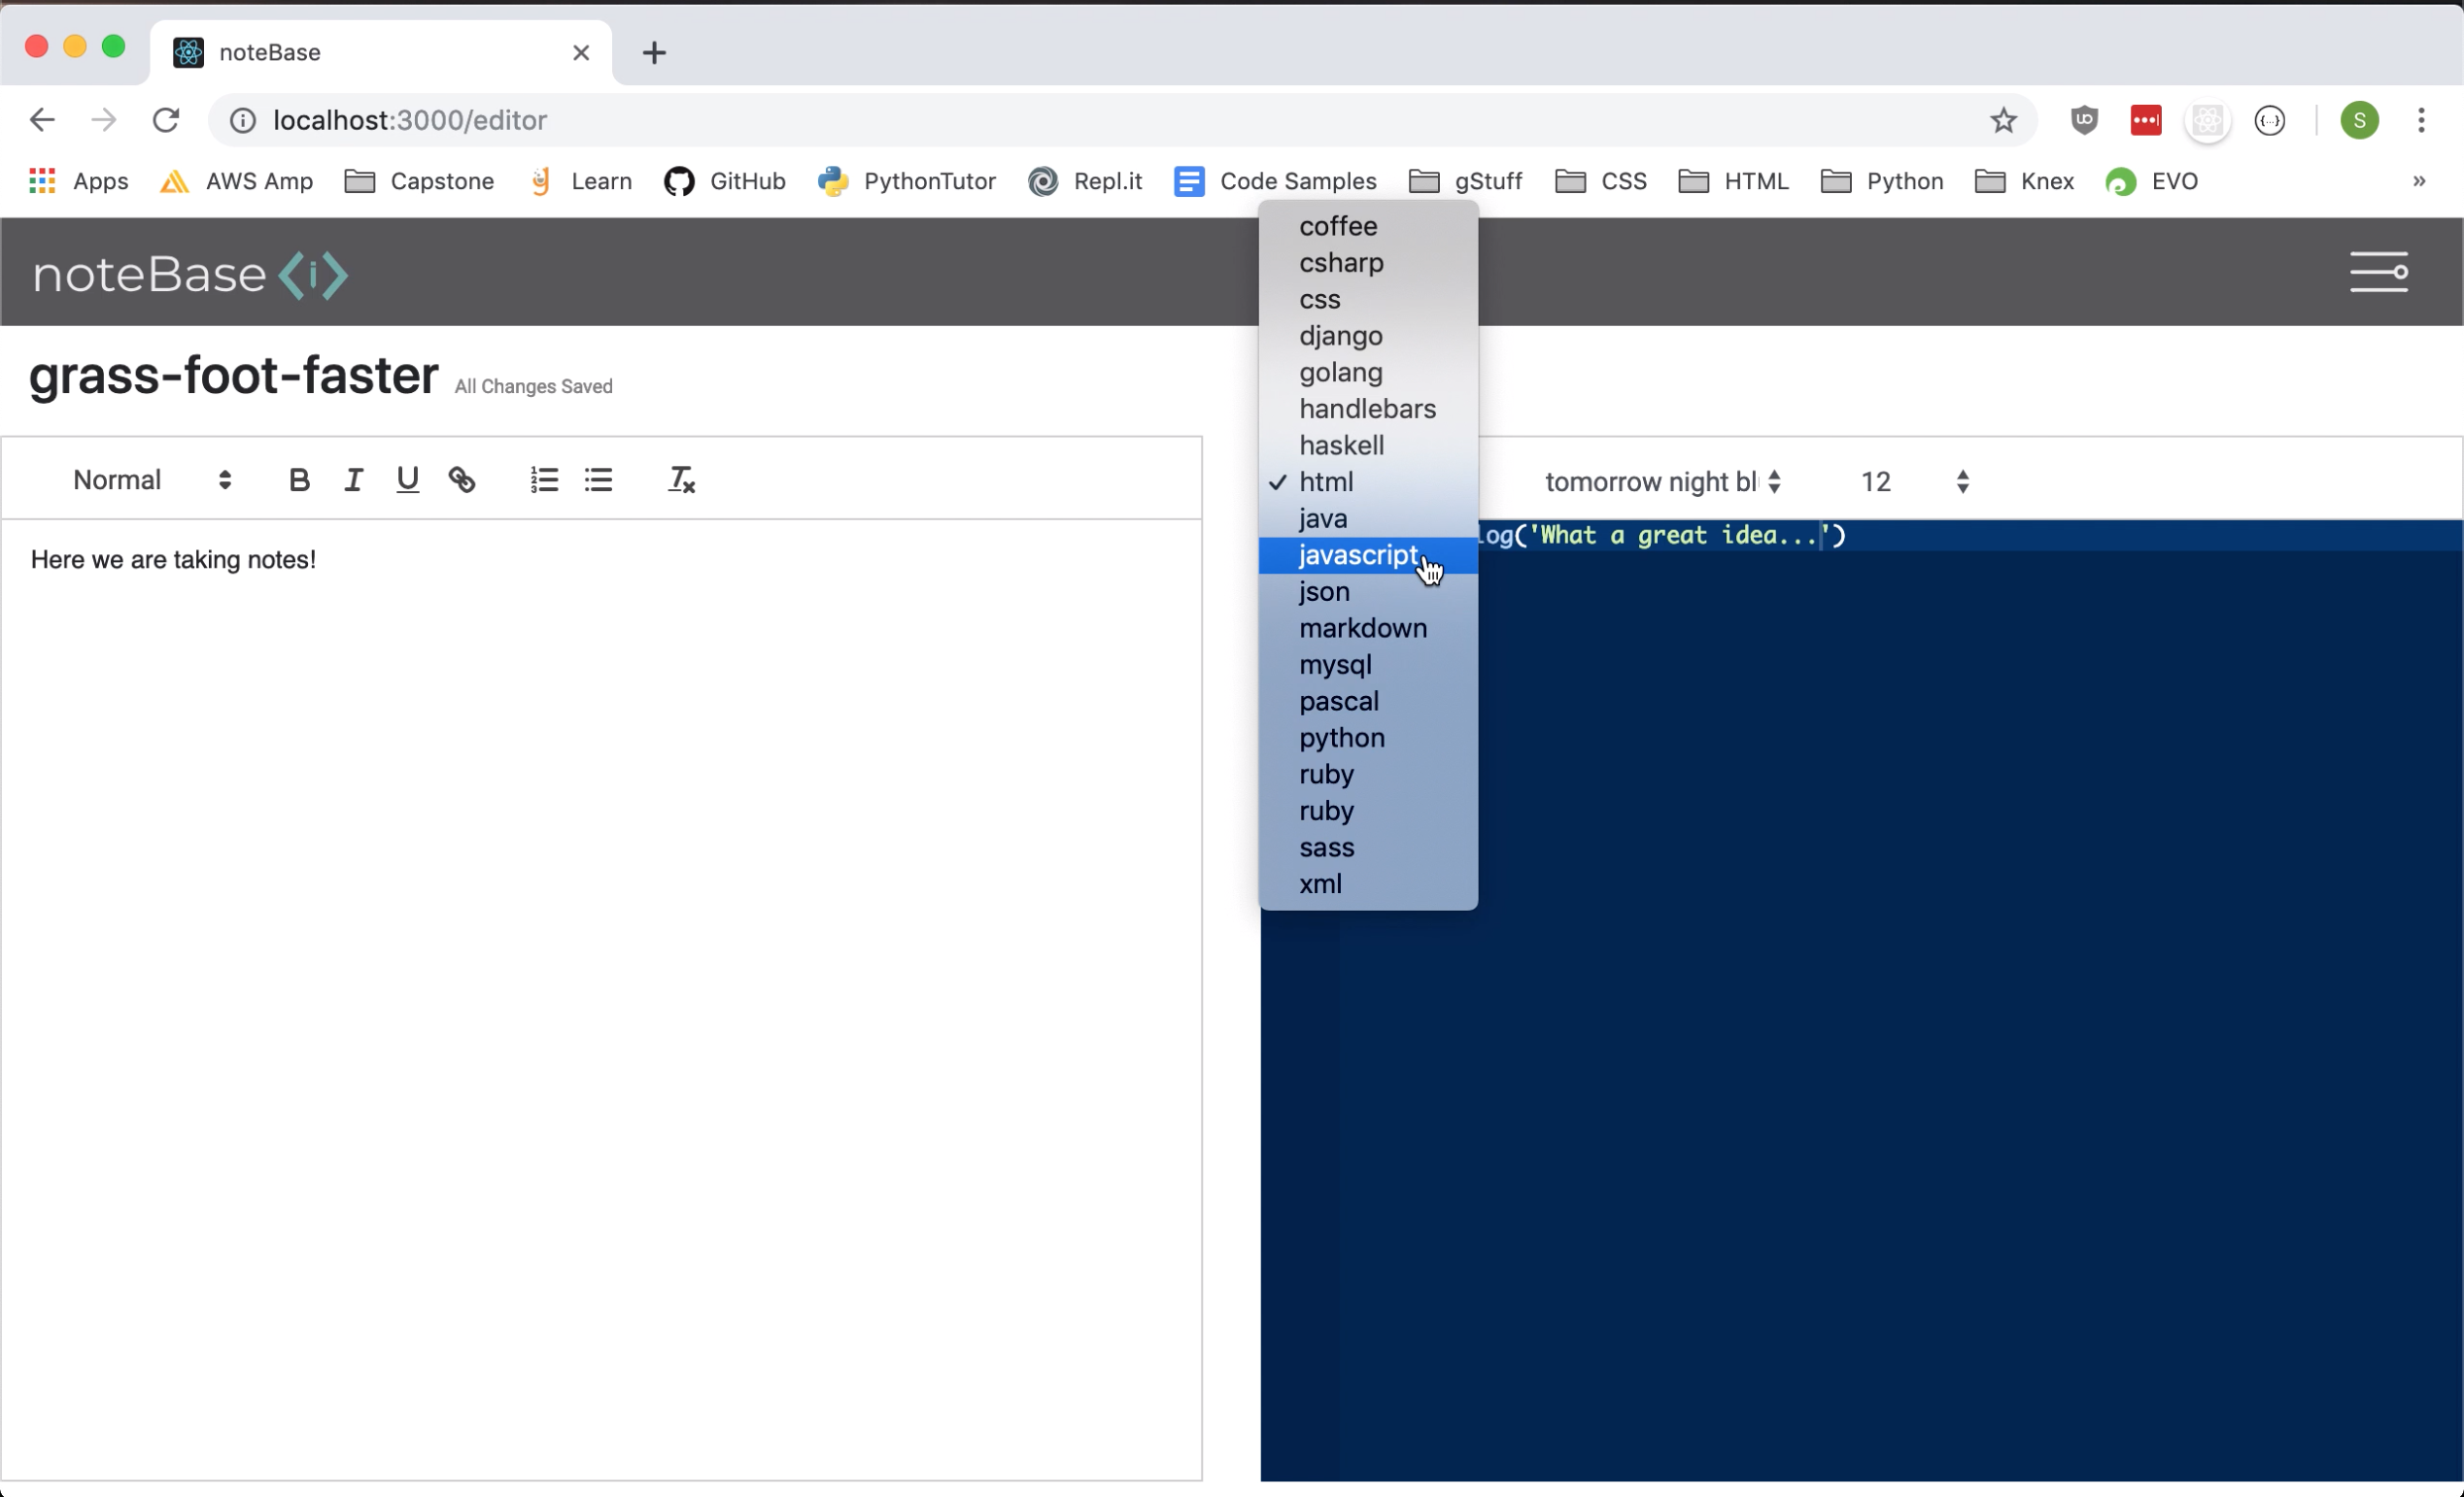 noteBase
localhost:3000/editor
S
Apps AWS Amp Capstone Learn GitHub PythonTutor Repl.it Code Samples gStuff CSS HTML Python Knex EVO »
noteBase <i>
grass-foot-faster All Changes Saved
Normal B I U
tomorrow night bl 12
Here we are taking notes!
log('What a great idea...')
coffee
csharp
css
django
golang
handlebars
haskell
✓ html
java
javascript
json
markdown
mysql
pascal
python
ruby
ruby
sass
xml